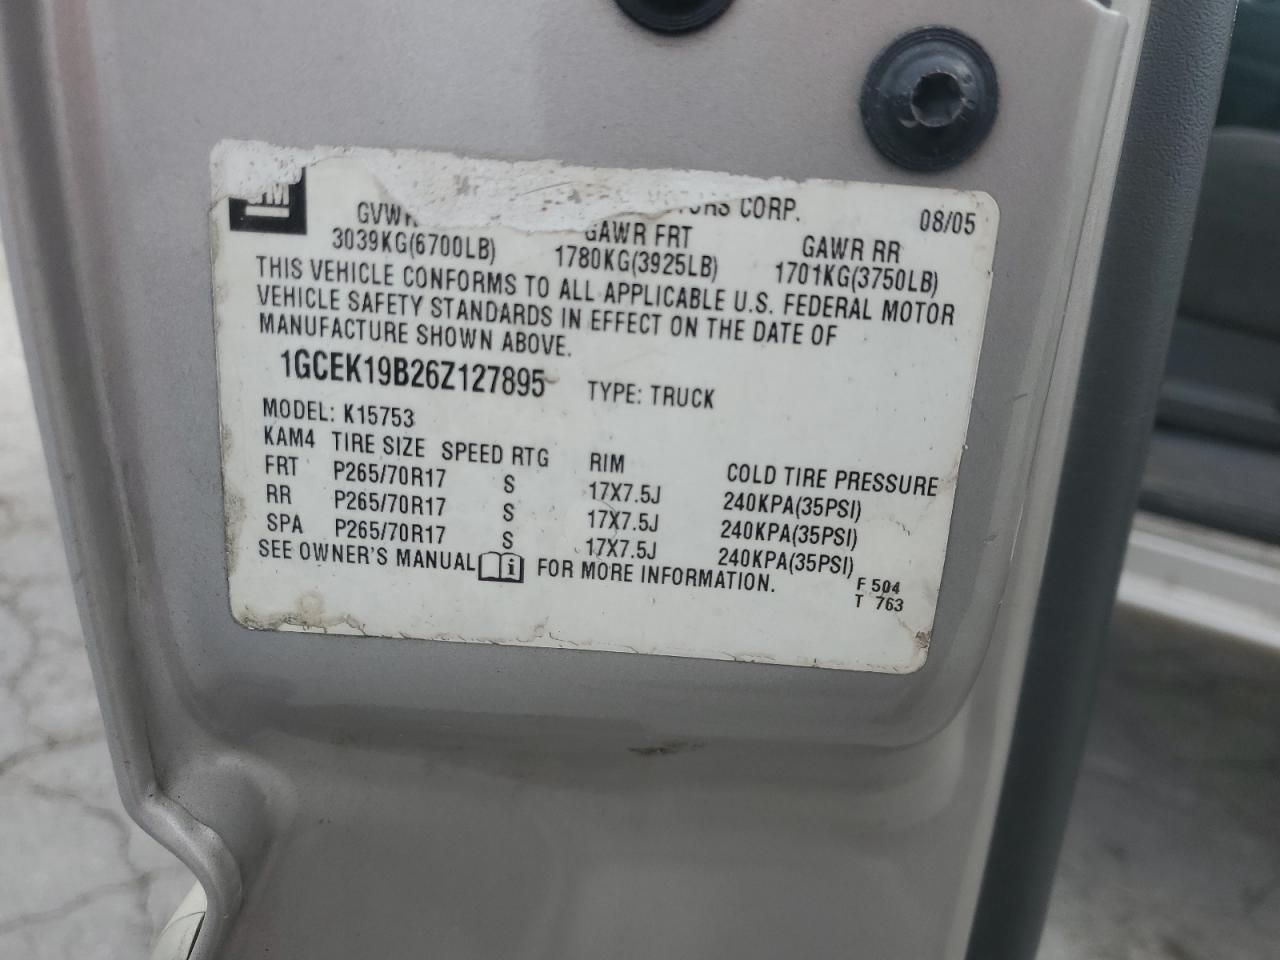 CORP. 08/05
GAWR FRT GAWR RR
3039KG(6700LB) 1780KG(3925LB) 1701KG(3750LB)
THIS VEHICLE CONFORMS TO ALL APPLICABLE U.S. FEDERAL MOTOR
VEHICLE SAFETY STANDARDS IN EFFECT ON THE DATE OF
MANUFACTURE SHOWN ABOVE.
1GCEK19B26Z127895 TYPE: TRUCK
MODEL: K15753
KAM4 TIRE SIZE SPEED RTG RIM COLD TIRE PRESSURE
FRT P265/70R17 S 17X7.5J 240KPA(35PSI)
RR P265/70R17 S 17X7.5J 240KPA(35PSI)
SPA P265/70R17 S 17X7.5J 240KPA(35PSI)
SEE OWNER'S MANUAL i FOR MORE INFORMATION.
F 504
T 763